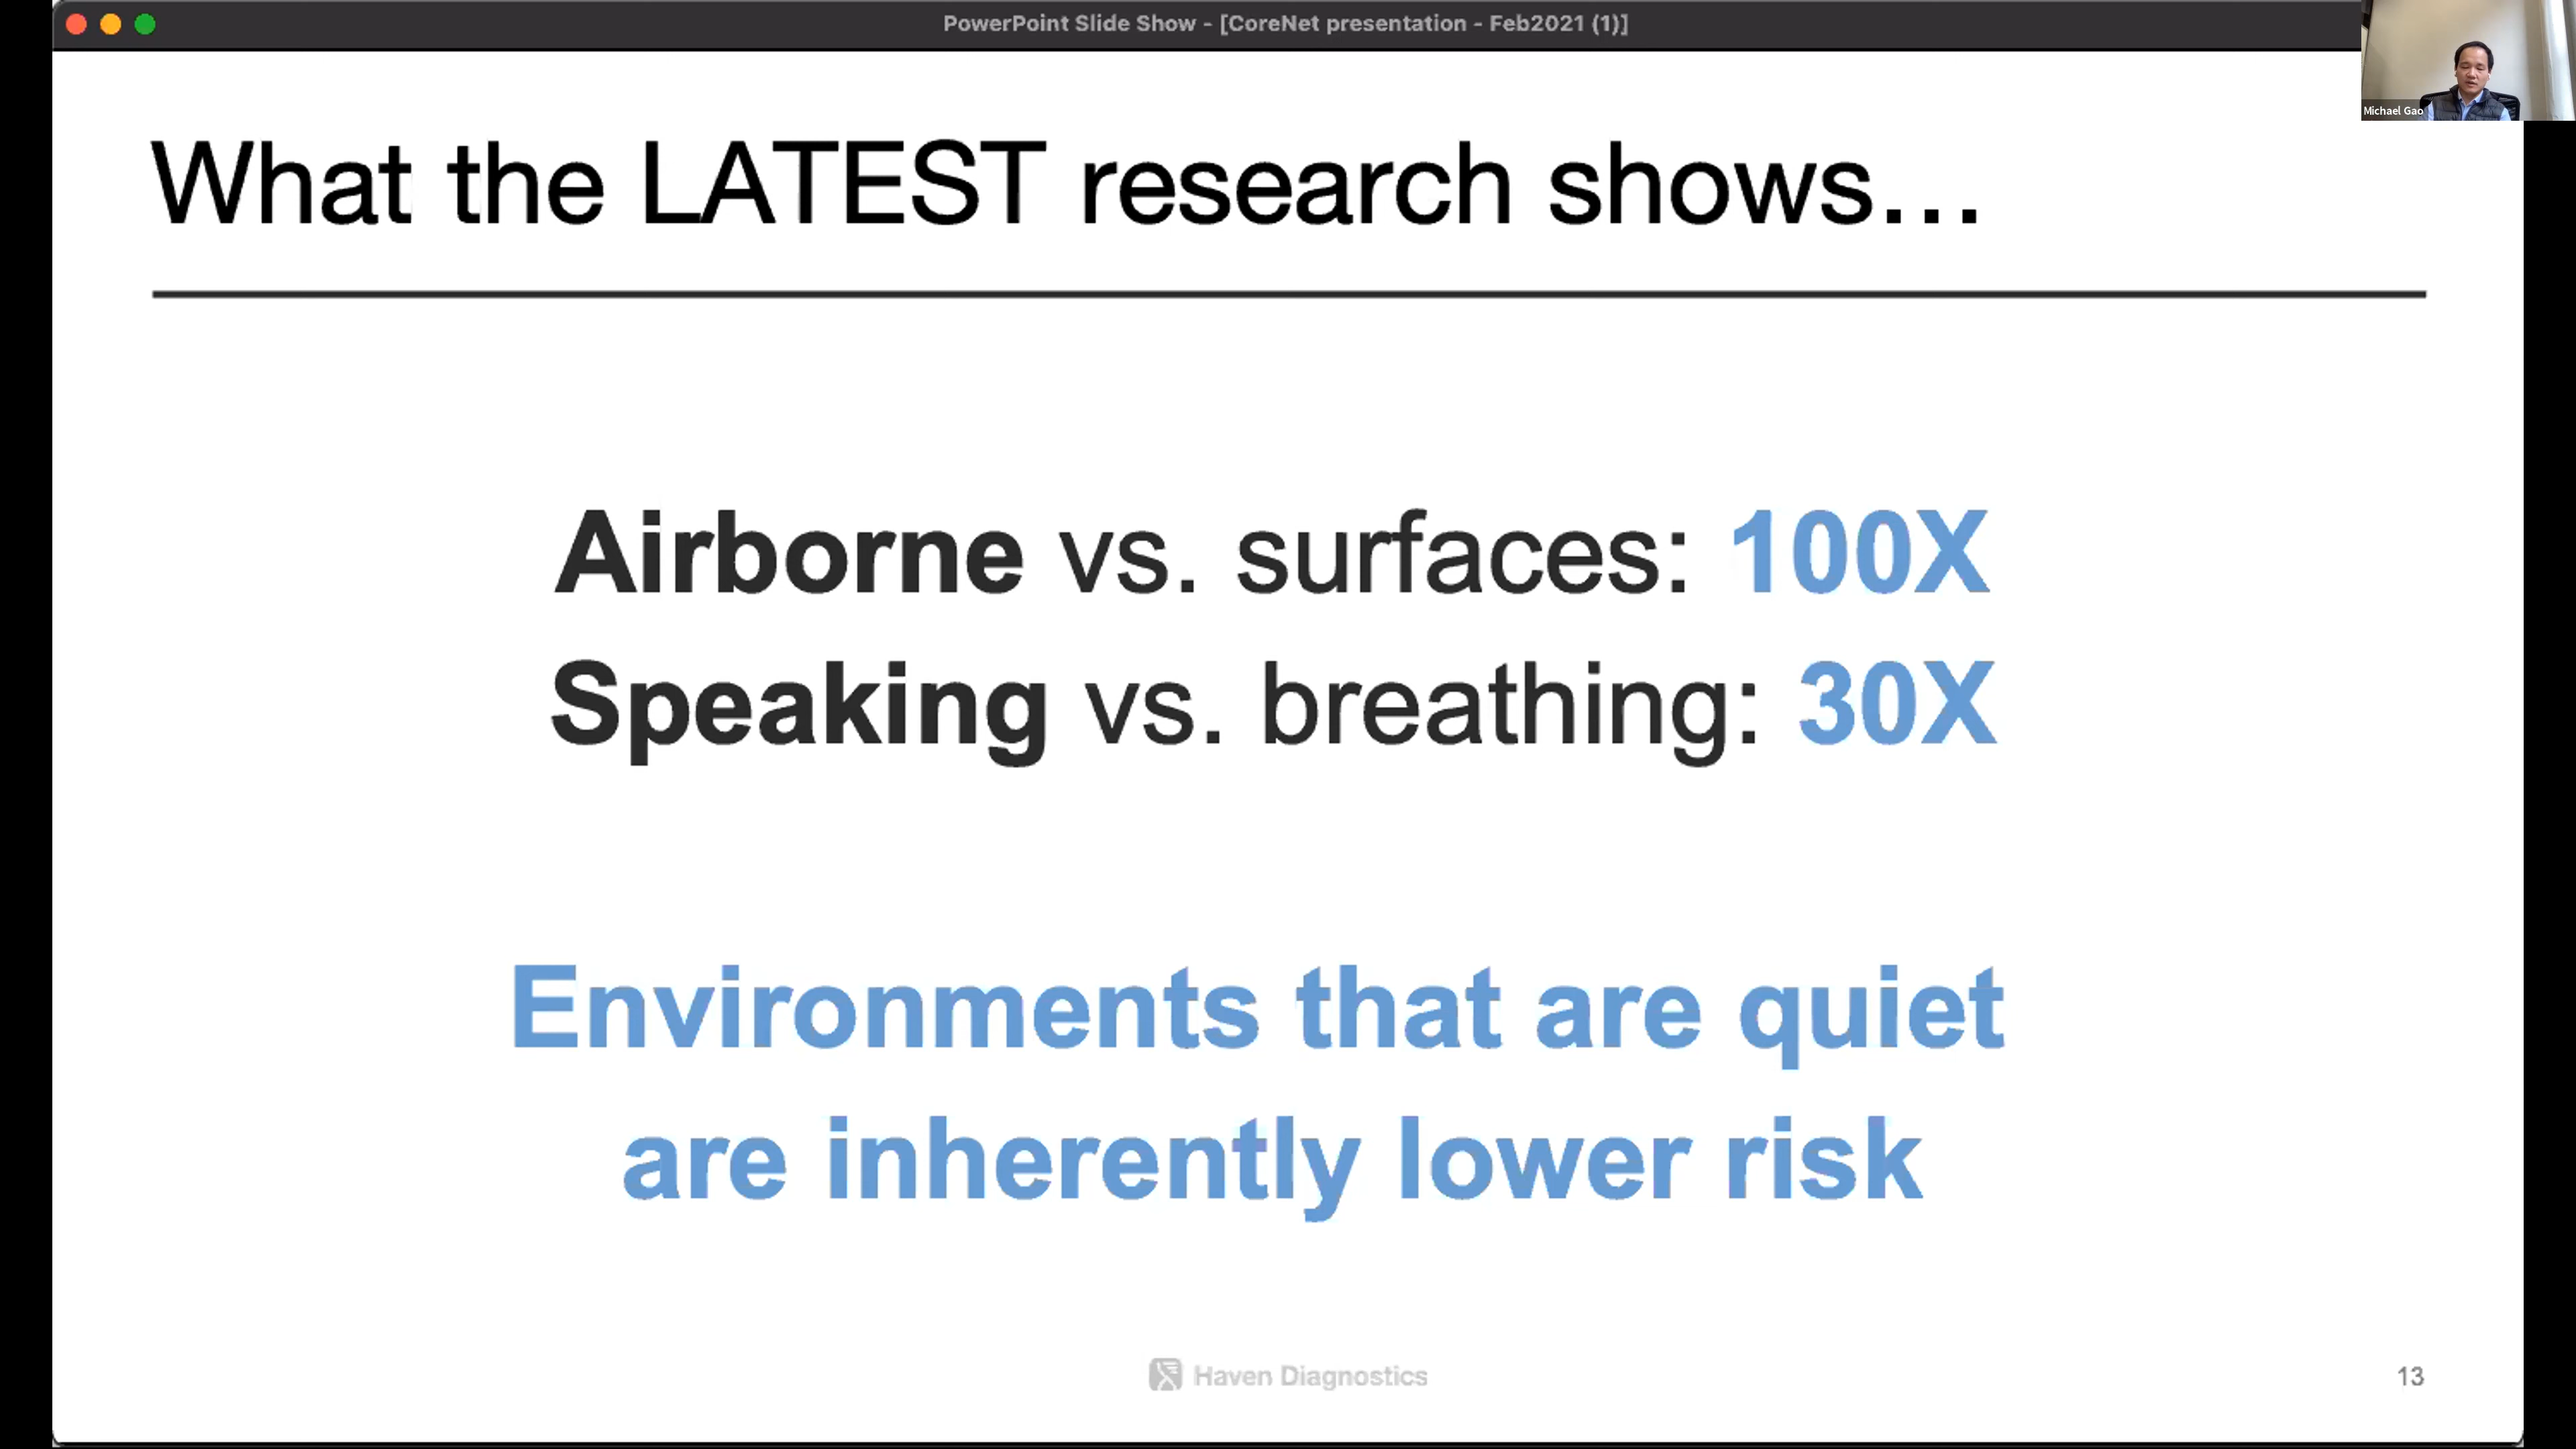 PowerPoint Slide Show - [CoreNet presentation - Feb2021 (1)]
Michael Gao
What the LATEST research shows...
Airborne vs. surfaces: 100X
Speaking vs. breathing: 30X
Environments that are quiet
are inherently lower risk
Haven Diagnostics
13